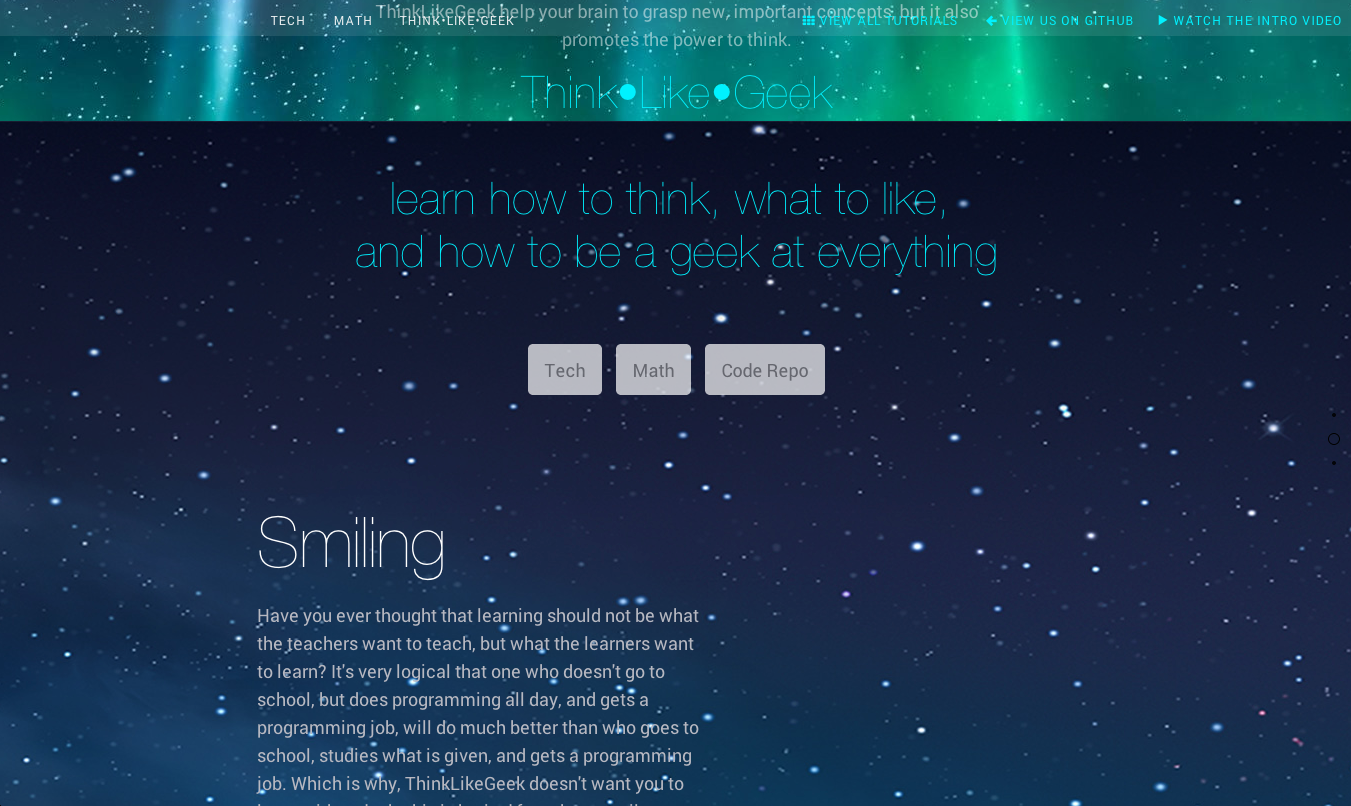 TECH MATH THINK•LIKE•GEEK VIEW ALL TUTORIALS VIEW US ON GITHUB WATCH THE INTRO VIDEO
ThinkLikeGeek help your brain to grasp new, important concepts, but it also
promotes the power to think.
Think•Like•Geek
learn how to think, what to like,
and how to be a geek at everything
Tech Math Code Repo
Smiling
Have you ever thought that learning should not be what
the teachers want to teach, but what the learners want
to learn? It's very logical that one who doesn't go to
school, but does programming all day, and gets a
programming job, will do much better than who goes to
school, studies what is given, and gets a programming
job. Which is why, ThinkLikeGeek doesn't want you to